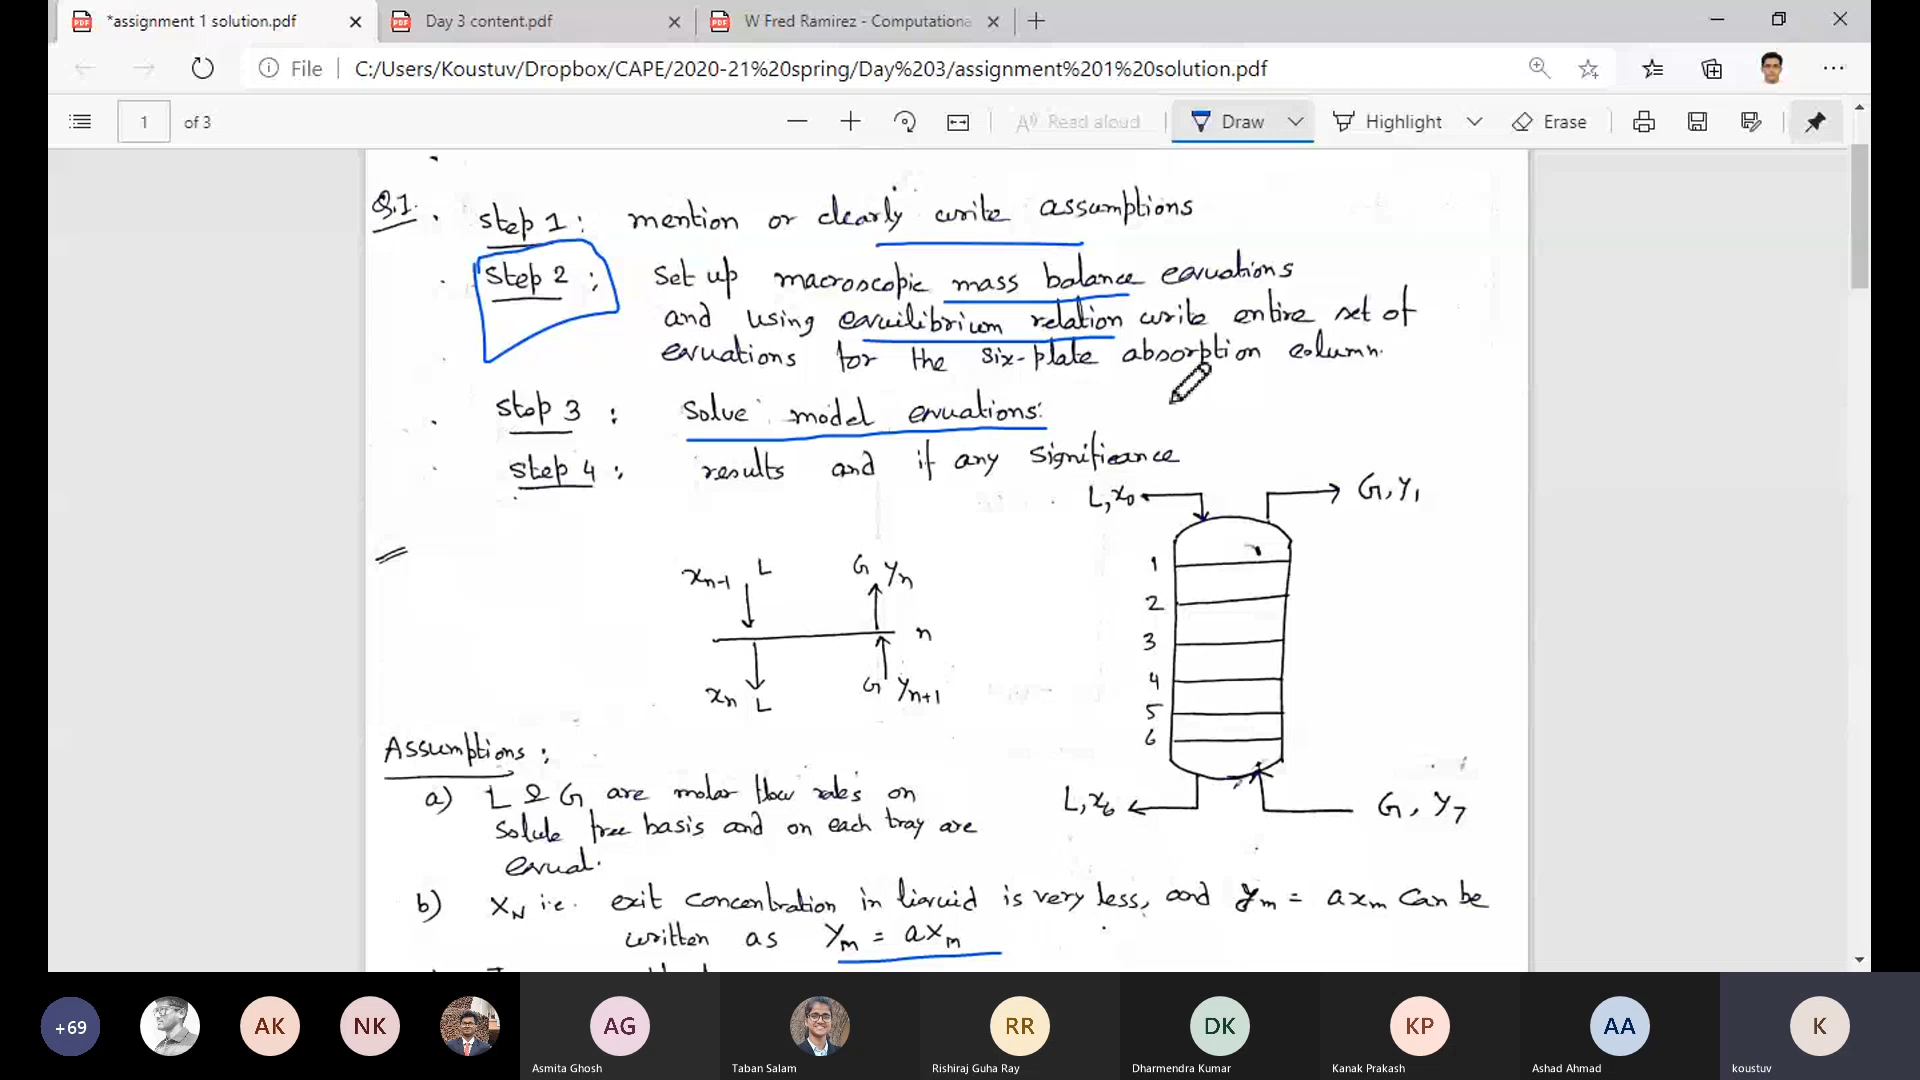 *assignment 1 solution.pdf
Day 3 content.pdf
W Fred Ramirez - Computationa
File
C:/Users/Koustuv/Dropbox/CAPE/2020-21%20spring/Day%203/assignment%201%20solution.pdf
1 of 3
Read aloud
Draw
Highlight
Erase
Q.1. Step 1: mention or clearly write assumptions
Step 2: Set up macroscopic mass balance equations
and using equilibrium relation write entire set of
equations for the six-plate absorption column.
Step 3: Solve model equations:
Step 4: results and if any significance
L, x₀ G, Y₁
xₙ₋₁ L G Yₙ
n
xₙ L G Yₙ₊₁
1
2
3
4
5
6
L, x₆ G, Y₇
Assumptions:
a) L & G are molar flow rates on
solute free basis and on each tray are
equal.
b) X_N i.e. exit concentration in liquid is very less, and y_m = a x_m can be
written as Y_m = a X_m
+69
AK
NK
AG
RR
DK
KP
AA
K
Asmita Ghosh
Taban Salam
Rishiraj Guha Ray
Dharmendra Kumar
Kanak Prakash
Ashad Ahmad
koustuv